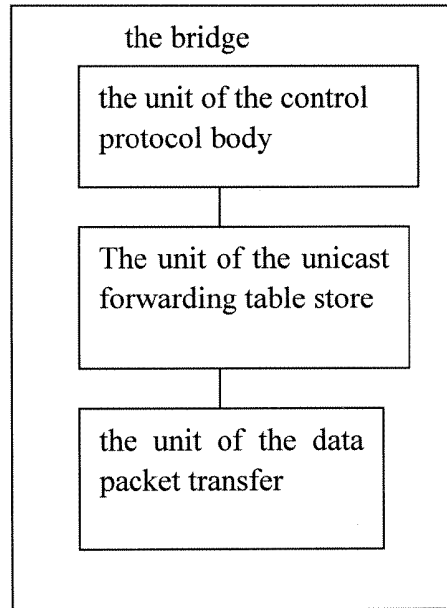 the bridge
the unit of the control
protocol body
The unit of the unicast
forwarding table store
the unit of the data
packet transfer